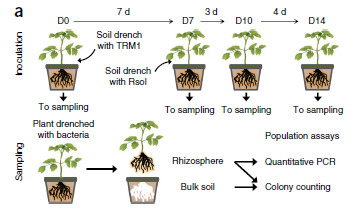 a
7 d
3 d
4 d
D0
D7
D10
D14
Inoculation
Soil drench
with TRM1
Soil drench
with Rsol
To sampling
To sampling
To sampling
To sampling
Sampling
Plant drenched
with bacteria
Population assays
Rhizosphere
Quantitative PCR
Bulk soil
Colony counting